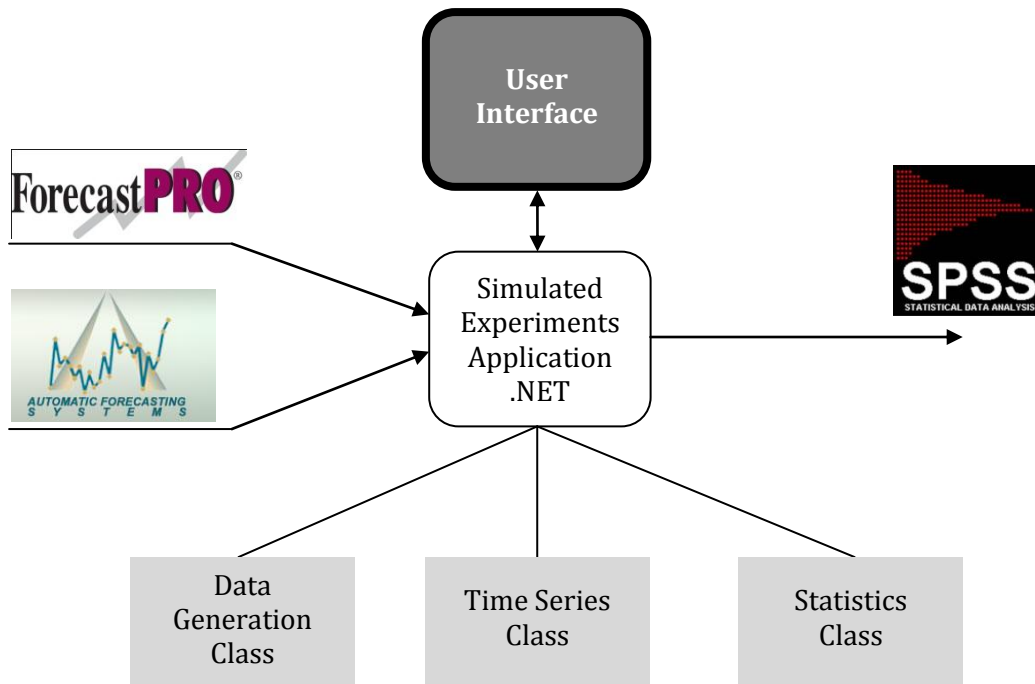 User
Interface
ForecastPRO®
SPSS
STATISTICAL DATA ANALYSIS
Simulated
Experiments
Application
.NET
AUTOMATIC FORECASTING
S Y S T E M S
Data
Generation
Class
Time Series
Class
Statistics
Class